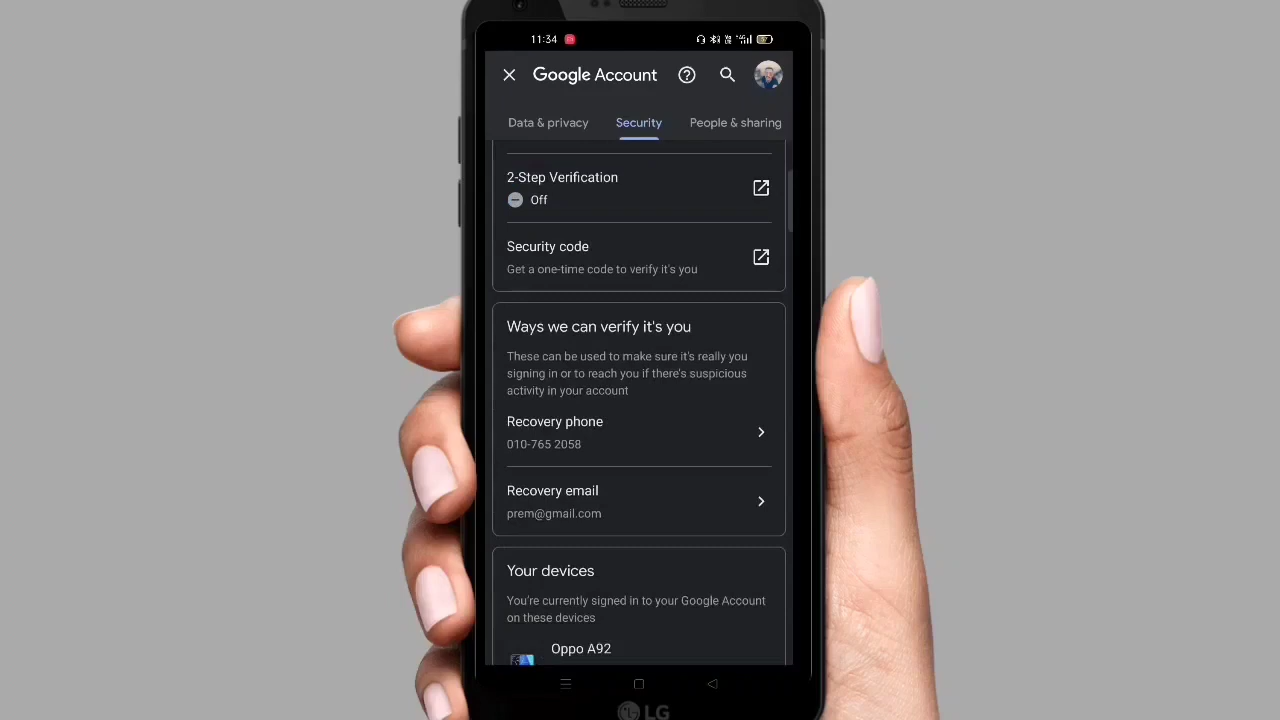 11:34
Google Account
Data & privacy
Security
People & sharing
2-Step Verification
Off
Security code
Get a one-time code to verify it's you
Ways we can verify it's you
These can be used to make sure it's really you
signing in or to reach you if there's suspicious
activity in your account
Recovery phone
010-765 2058
Recovery email
prem@gmail.com
Your devices
You're currently signed in to your Google Account
on these devices
Oppo A92
LG